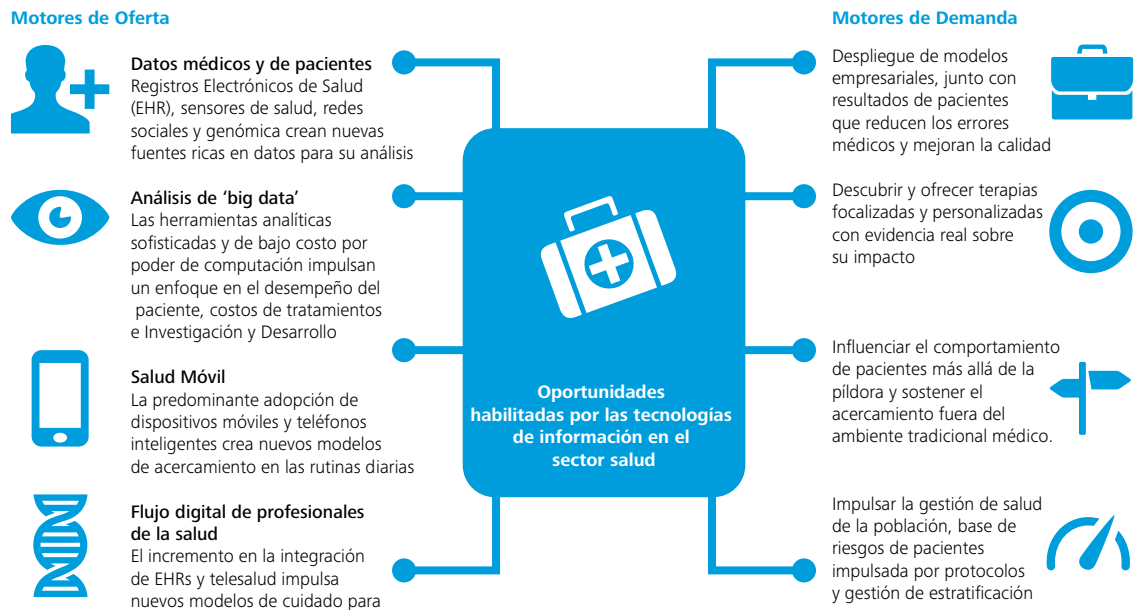 Motores de Oferta
Datos médicos y de pacientes
Registros Electrónicos de Salud
(EHR), sensores de salud, redes
sociales y genómica crean nuevas
fuentes ricas en datos para su análisis
Análisis de ‘big data’
Las herramientas analíticas
sofisticadas y de bajo costo por
poder de computación impulsan
un enfoque en el desempeño del
paciente, costos de tratamientos
e Investigación y Desarrollo
Salud Móvil
La predominante adopción de
dispositivos móviles y teléfonos
inteligentes crea nuevos modelos
de acercamiento en las rutinas diarias
Flujo digital de profesionales
de la salud
El incremento en la integración
de EHRs y telesalud impulsa
nuevos modelos de cuidado para
Oportunidades
habilitadas por las tecnologías
de información en el
sector salud
Motores de Demanda
Despliegue de modelos
empresariales, junto con
resultados de pacientes
que reducen los errores
médicos y mejoran la calidad
Descubrir y ofrecer terapias
focalizadas y personalizadas
con evidencia real sobre
su impacto
Influenciar el comportamiento
de pacientes más allá de la
píldora y sostener el
acercamiento fuera del
ambiente tradicional médico.
Impulsar la gestión de salud
de la población, base de
riesgos de pacientes
impulsada por protocolos
y gestión de estratificación